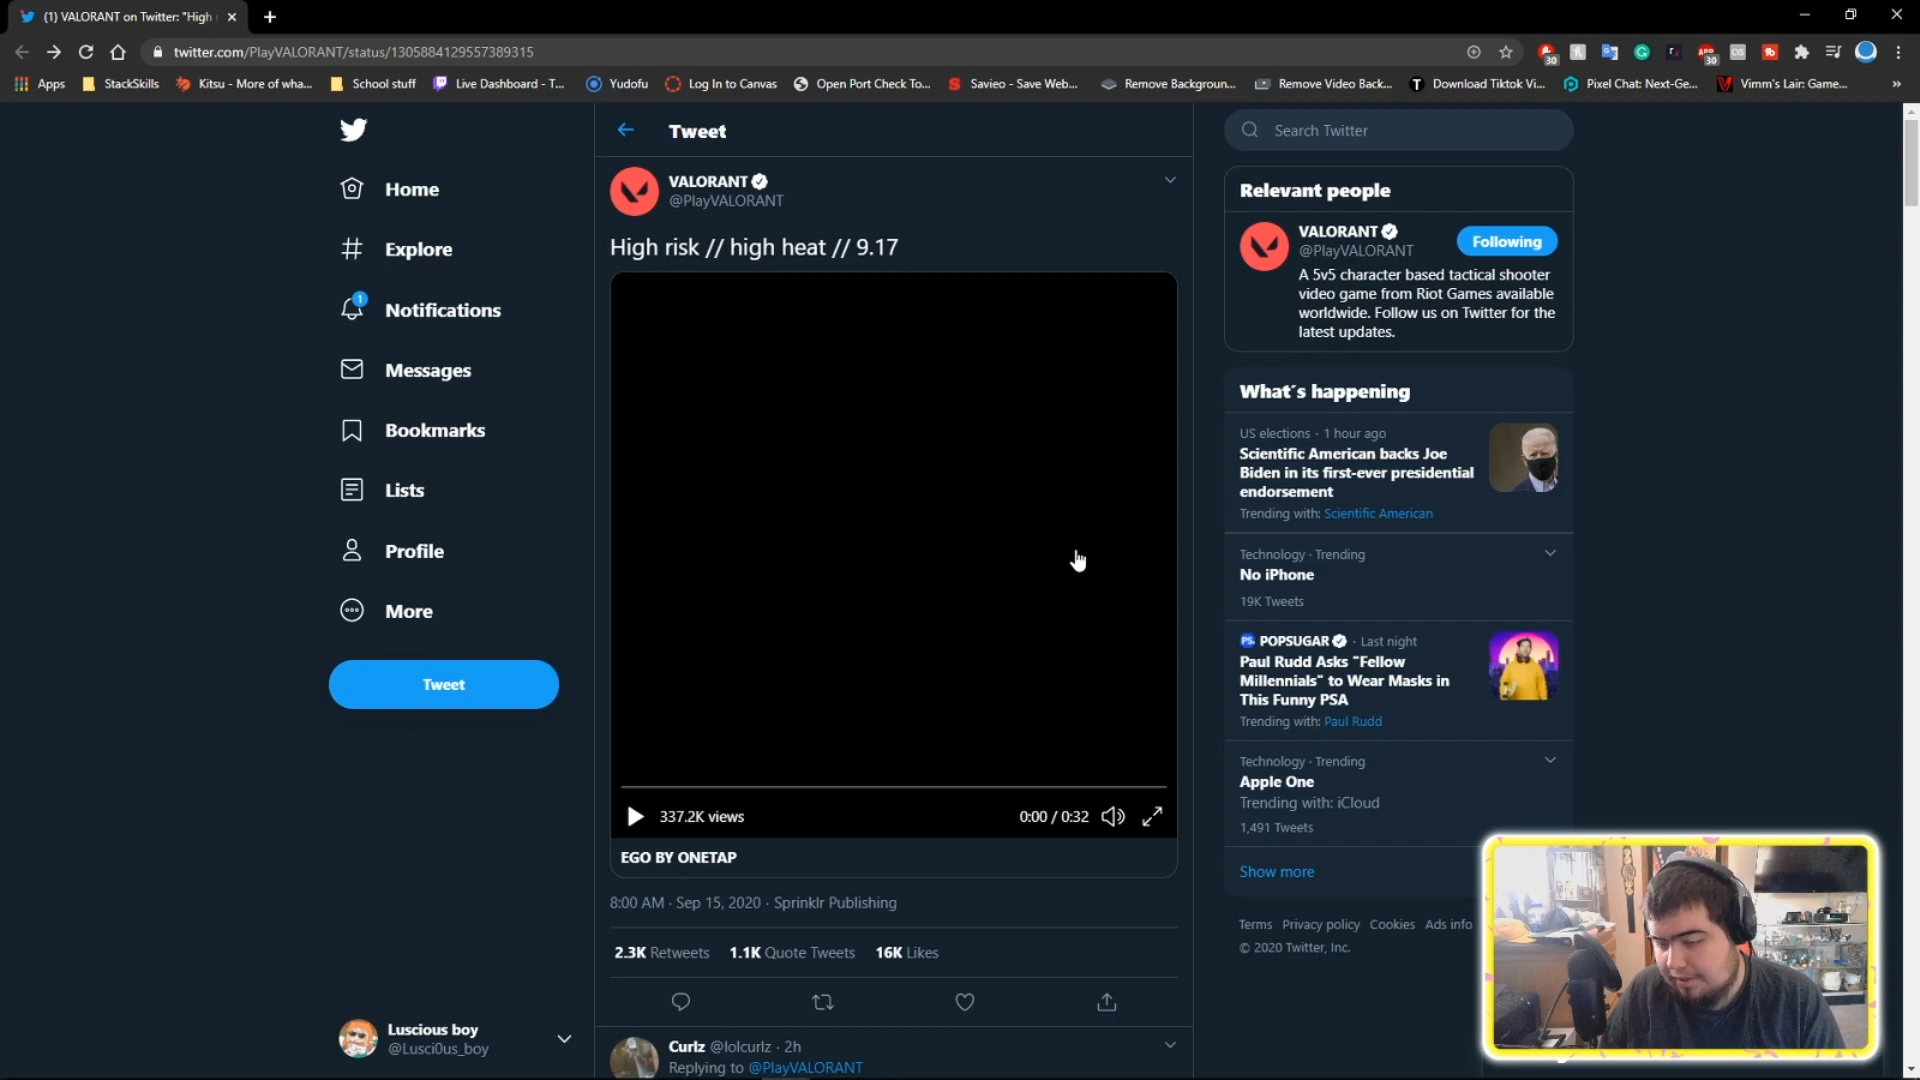 (1) VALORANT on Twitter: "High
twitter.com/PlayVALORANT/status/1305884129557389315
30
30
Apps
StackSkills
Kitsu - More of wha...
School stuff
Live Dashboard - T...
Yudofu
Log In to Canvas
Open Port Check To...
Savieo - Save Web...
Remove Backgroun...
Remove Video Back...
Download Tiktok Vi...
Pixel Chat: Next-Ge...
Vimm's Lair: Game...
»
Home
Explore
1
Notifications
Messages
Bookmarks
Lists
Profile
More
Tweet
Luscious boy
@Lusci0us_boy
Tweet
VALORANT
@PlayVALORANT
High risk // high heat // 9.17
337.2K views
0:00 / 0:32
EGO BY ONETAP
8:00 AM · Sep 15, 2020 · Sprinklr Publishing
2.3K Retweets 1.1K Quote Tweets 16K Likes
Curlz @lolcurlz · 2h
Replying to @PlayVALORANT
Search Twitter
Relevant people
VALORANT
@PlayVALORANT
Following
A 5v5 character based tactical shooter
video game from Riot Games available
worldwide. Follow us on Twitter for the
latest updates.
What's happening
US elections · 1 hour ago
Scientific American backs Joe
Biden in its first-ever presidential
endorsement
Trending with: Scientific American
Technology · Trending
No iPhone
19K Tweets
PS. POPSUGAR · Last night
Paul Rudd Asks "Fellow
Millennials" to Wear Masks in
This Funny PSA
Trending with: Paul Rudd
Technology · Trending
Apple One
Trending with: iCloud
1,491 Tweets
Show more
Terms Privacy policy Cookies Ads info
© 2020 Twitter, Inc.